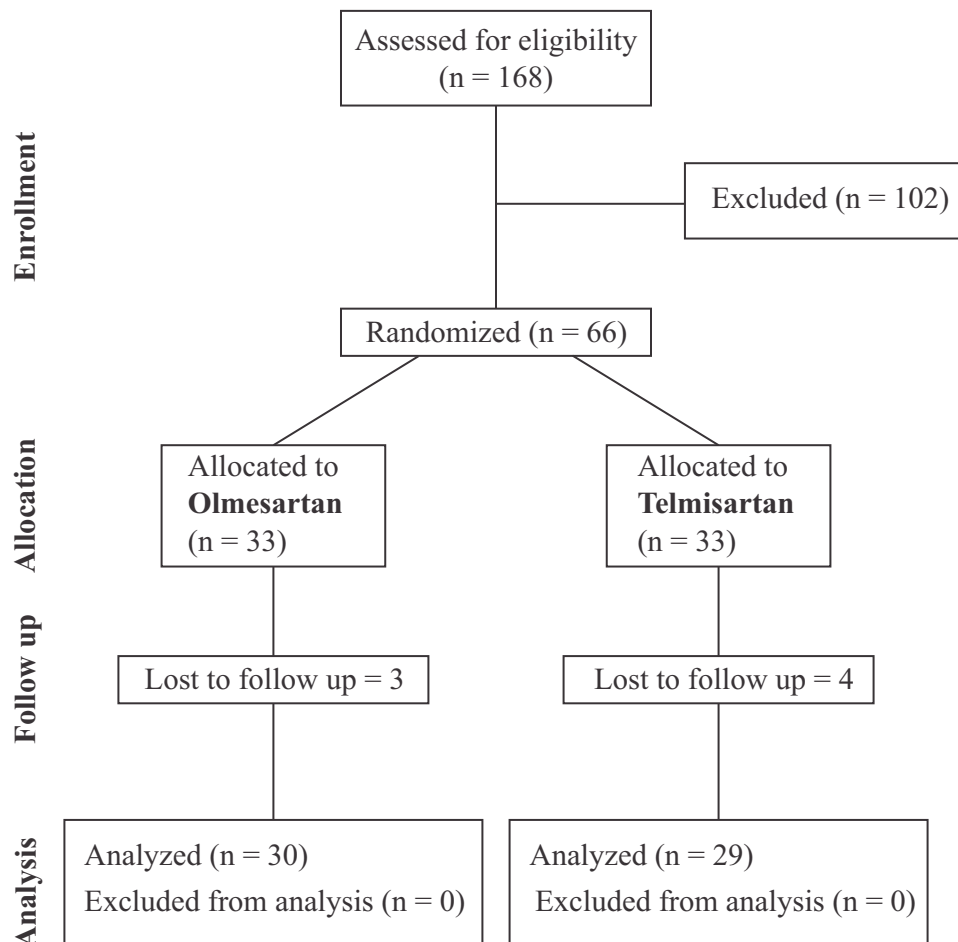 Assessed for eligibility
(n = 168)
Enrollment
Excluded (n = 102)
Randomized (n = 66)
Allocation
Allocated to
Olmesartan
(n = 33)
Allocated to
Telmisartan
(n = 33)
Follow up
Lost to follow up = 3
Lost to follow up = 4
Analysis
Analyzed (n = 30)
Excluded from analysis (n = 0)
Analyzed (n = 29)
Excluded from analysis (n = 0)